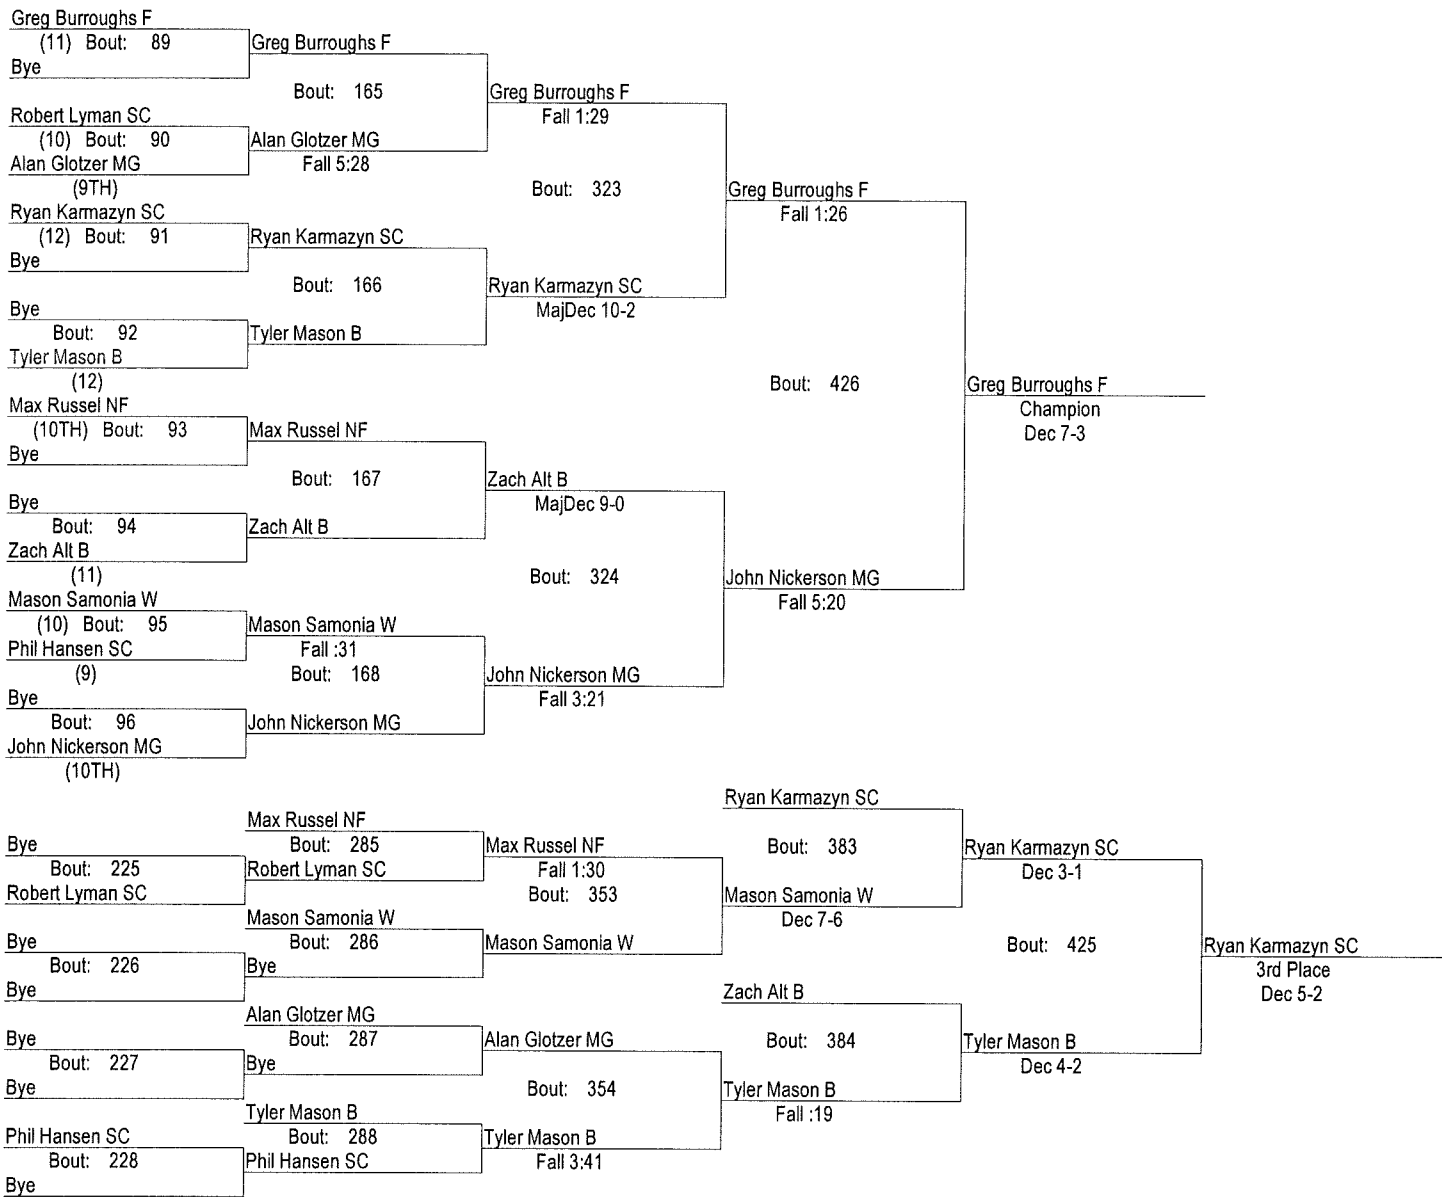 Greg Burroughs F
(11) Bout: 89
Bye
Greg Burroughs F
Bout: 165
Robert Lyman SC
(10) Bout: 90
Alan Glotzer MG
(9TH)
Alan Glotzer MG
Fall 5:28
Greg Burroughs F
Fall 1:29
Bout: 323
Ryan Karmazyn SC
(12) Bout: 91
Bye
Ryan Karmazyn SC
Bout: 166
Bye
Bout: 92
Tyler Mason B
(12)
Tyler Mason B
Ryan Karmazyn SC
MajDec 10-2
Greg Burroughs F
Fall 1:26
Bout: 426
Max Russel NF
(10TH) Bout: 93
Bye
Max Russel NF
Bout: 167
Bye
Bout: 94
Zach Alt B
(11)
Zach Alt B
Zach Alt B
MajDec 9-0
Bout: 324
Mason Samonia W
(10) Bout: 95
Phil Hansen SC
(9)
Mason Samonia W
Fall :31
Bout: 168
Bye
Bout: 96
John Nickerson MG
(10TH)
John Nickerson MG
John Nickerson MG
Fall 3:21
John Nickerson MG
Fall 5:20
Greg Burroughs F
Champion
Dec 7-3
Bye
Bout: 225
Robert Lyman SC
Max Russel NF
Bout: 285
Robert Lyman SC
Max Russel NF
Fall 1:30
Bout: 353
Bye
Bout: 226
Bye
Mason Samonia W
Bout: 286
Bye
Mason Samonia W
Ryan Karmazyn SC
Bout: 383
Mason Samonia W
Dec 7-6
Ryan Karmazyn SC
Dec 3-1
Bout: 425
Bye
Bout: 227
Bye
Alan Glotzer MG
Bout: 287
Bye
Alan Glotzer MG
Bout: 354
Phil Hansen SC
Bout: 228
Bye
Tyler Mason B
Bout: 288
Phil Hansen SC
Tyler Mason B
Fall 3:41
Zach Alt B
Bout: 384
Tyler Mason B
Fall :19
Tyler Mason B
Dec 4-2
Ryan Karmazyn SC
3rd Place
Dec 5-2